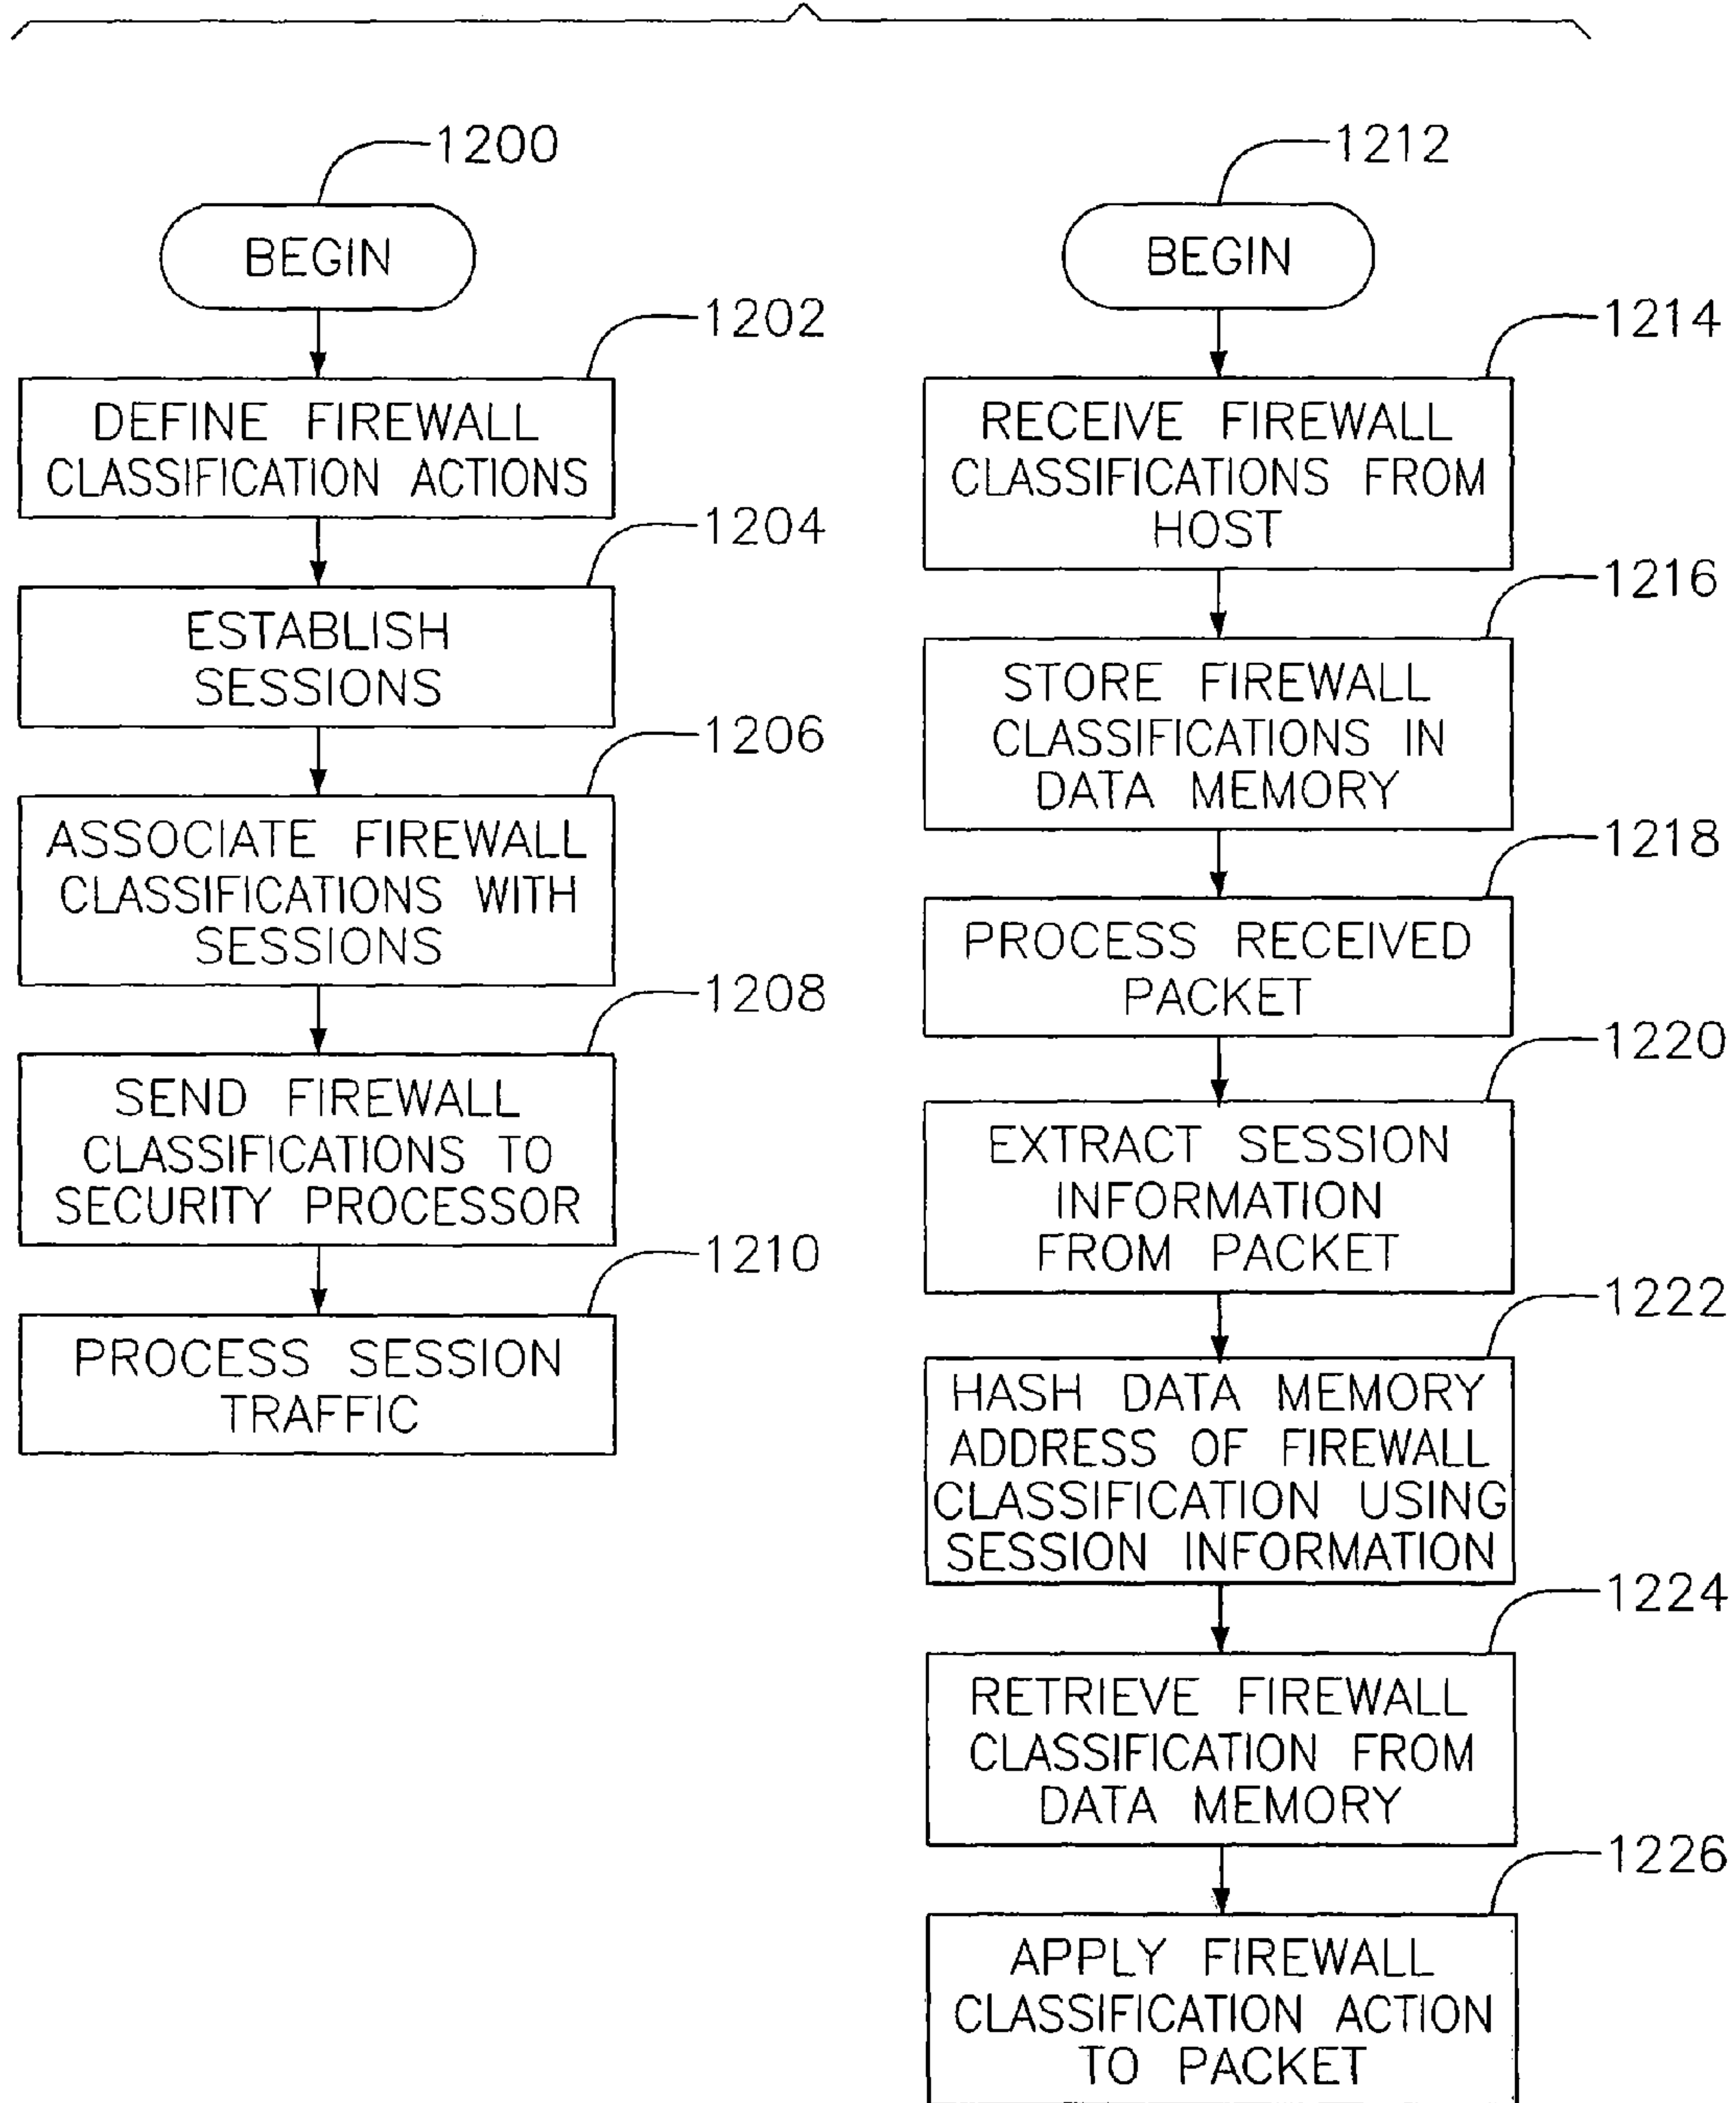 1200
BEGIN
1202
DEFINE FIREWALL
CLASSIFICATION ACTIONS
1204
ESTABLISH
SESSIONS
1206
ASSOCIATE FIREWALL
CLASSIFICATIONS WITH
SESSIONS
1208
SEND FIREWALL
CLASSIFICATIONS TO
SECURITY PROCESSOR
1210
PROCESS SESSION
TRAFFIC
1212
BEGIN
1214
RECEIVE FIREWALL
CLASSIFICATIONS FROM
HOST
1216
STORE FIREWALL
CLASSIFICATIONS IN
DATA MEMORY
1218
PROCESS RECEIVED
PACKET
1220
EXTRACT SESSION
INFORMATION
FROM PACKET
1222
HASH DATA MEMORY
ADDRESS OF FIREWALL
CLASSIFICATION USING
SESSION INFORMATION
1224
RETRIEVE FIREWALL
CLASSIFICATION FROM
DATA MEMORY
1226
APPLY FIREWALL
CLASSIFICATION ACTION
TO PACKET